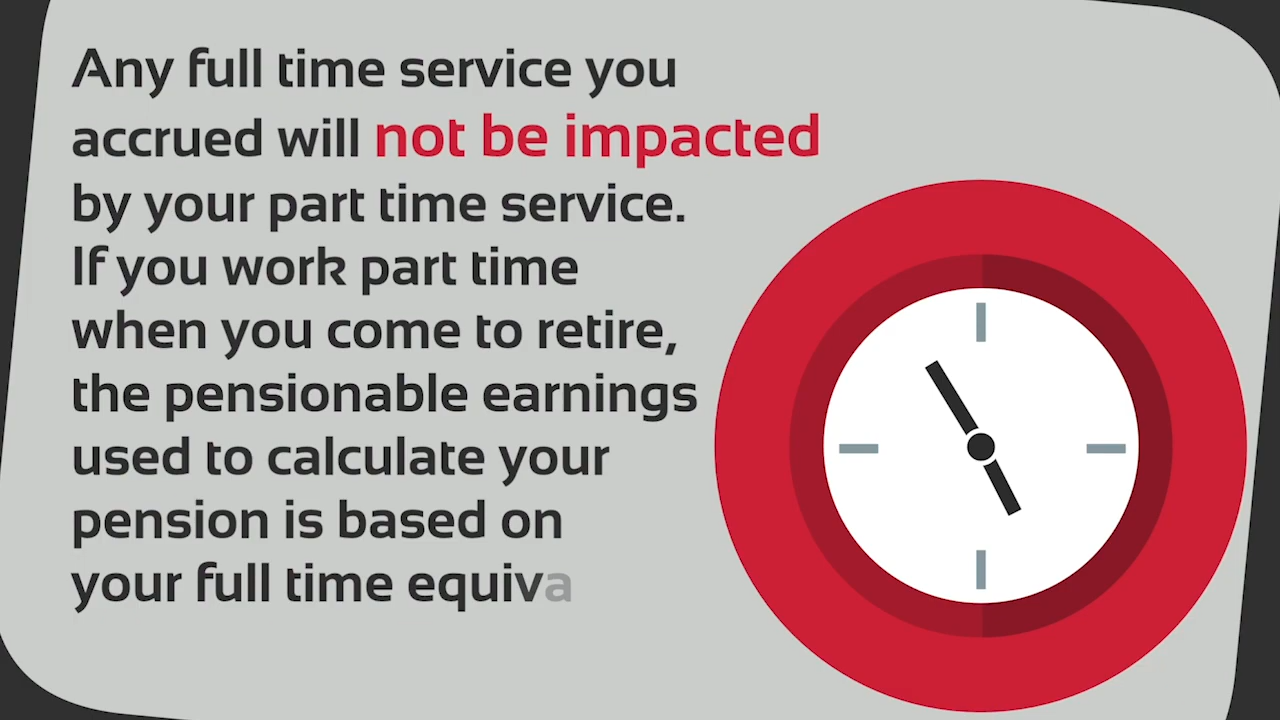 Any full time service you
accrued will not be impacted
by your part time service.
If you work part time
when you come to retire,
the pensionable earnings
used to calculate your
pension is based on
your full time equiva